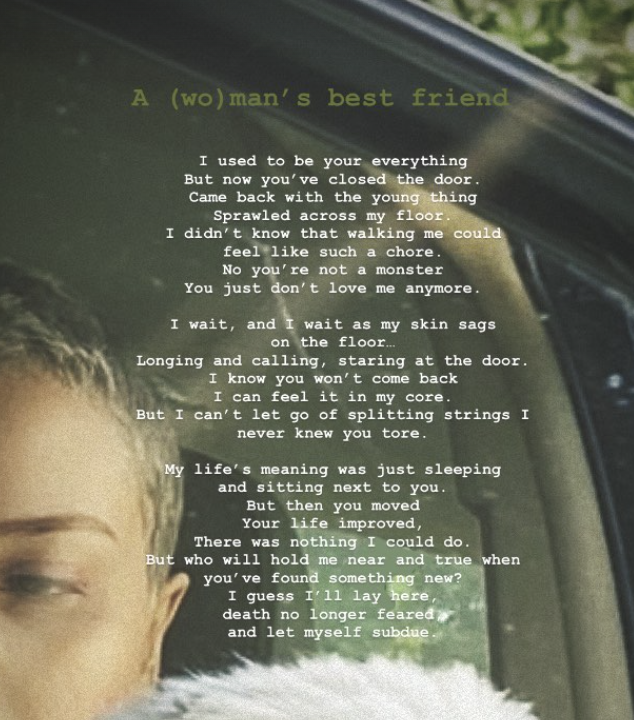 A (wo)man’s best friend
I used to be your everything
But now you’ve closed the door.
Came back with the young thing
Sprawled across my floor.
I didn’t know that walking me could
feel like such a chore.
No you’re not a monster
You just don’t love me anymore.
I wait, and I wait as my skin sags
on the floor…
Longing and calling, staring at the door.
I know you won’t come back
I can feel it in my core.
But I can’t let go of splitting strings I
never knew you tore.
My life’s meaning was just sleeping
and sitting next to you.
But then you moved
Your life improved,
There was nothing I could do.
But who will hold me near and true when
you’ve found something new?
I guess I’ll lay here,
death no longer feared,
and let myself subdue.